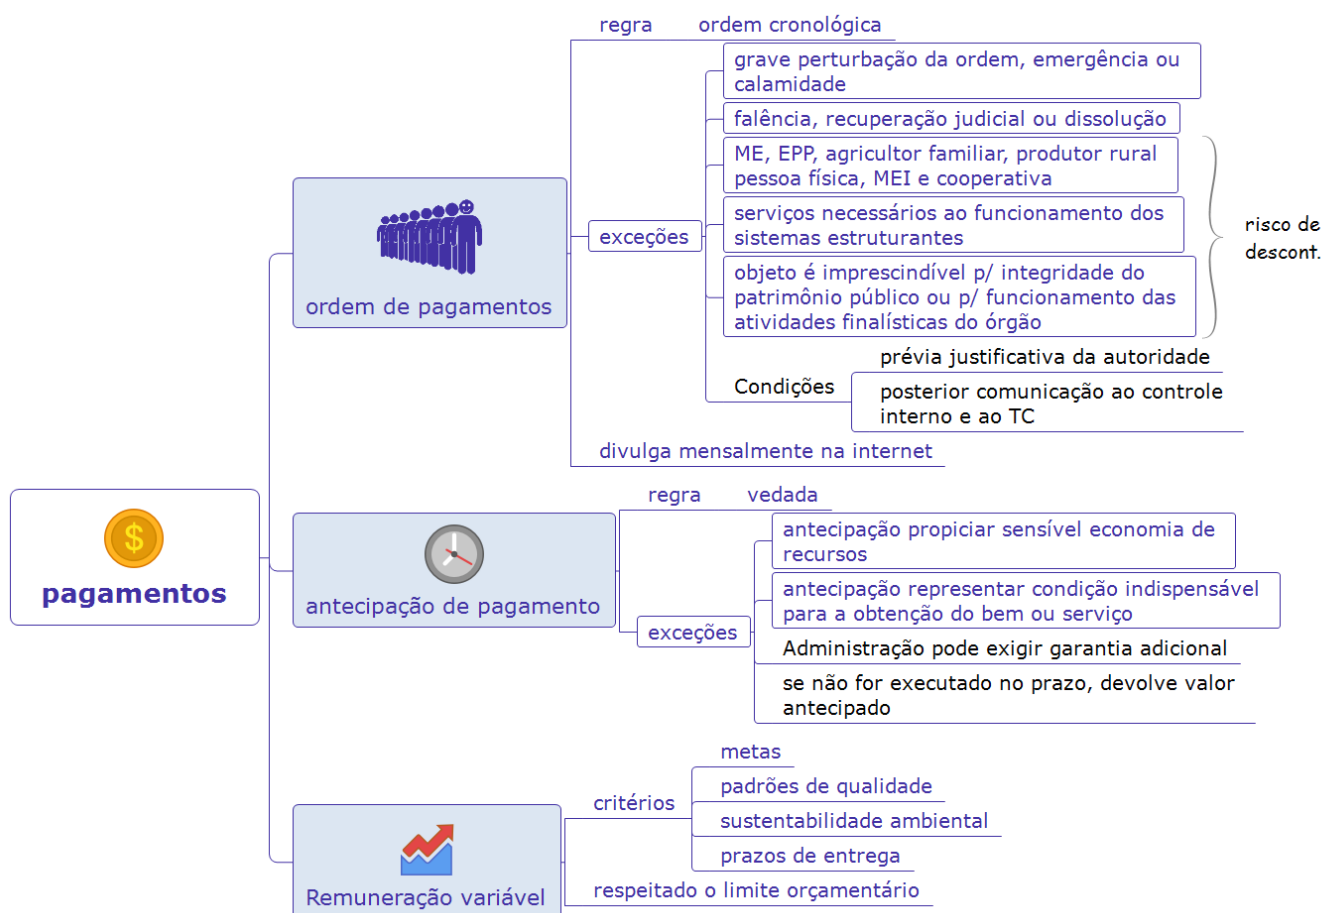 pagamentos
ordem de pagamentos
regra
ordem cronológica
exceções
grave perturbação da ordem, emergência ou
calamidade
falência, recuperação judicial ou dissolução
ME, EPP, agricultor familiar, produtor rural
pessoa física, MEI e cooperativa
serviços necessários ao funcionamento dos
sistemas estruturantes
objeto é imprescindível p/ integridade do
patrimônio público ou p/ funcionamento das
atividades finalísticas do órgão
risco de
descont.
Condições
prévia justificativa da autoridade
posterior comunicação ao controle
interno e ao TC
divulga mensalmente na internet
antecipação de pagamento
regra
vedada
exceções
antecipação propiciar sensível economia de
recursos
antecipação representar condição indispensável
para a obtenção do bem ou serviço
Administração pode exigir garantia adicional
se não for executado no prazo, devolve valor
antecipado
Remuneração variável
critérios
metas
padrões de qualidade
sustentabilidade ambiental
prazos de entrega
respeitado o limite orçamentário